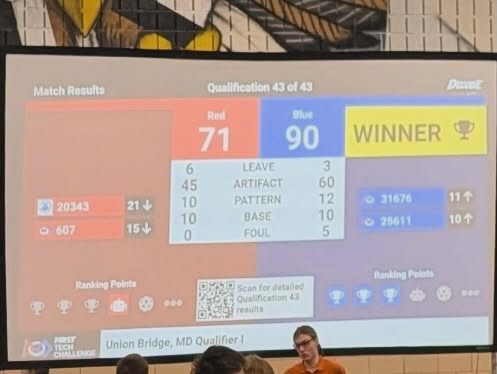 Match Results
Qualification 43 of 43
DECODE
Red
71
Blue
90
WINNER
6 LEAVE 3
45 ARTIFACT 60
10 PATTERN 12
10 BASE 10
0 FOUL 5
20343 21
607 15
31676 11
25611 10
Ranking Points
Scan for detailed
Qualification 43
results
Ranking Points
FIRST
TECH
CHALLENGE
Union Bridge, MD Qualifier I